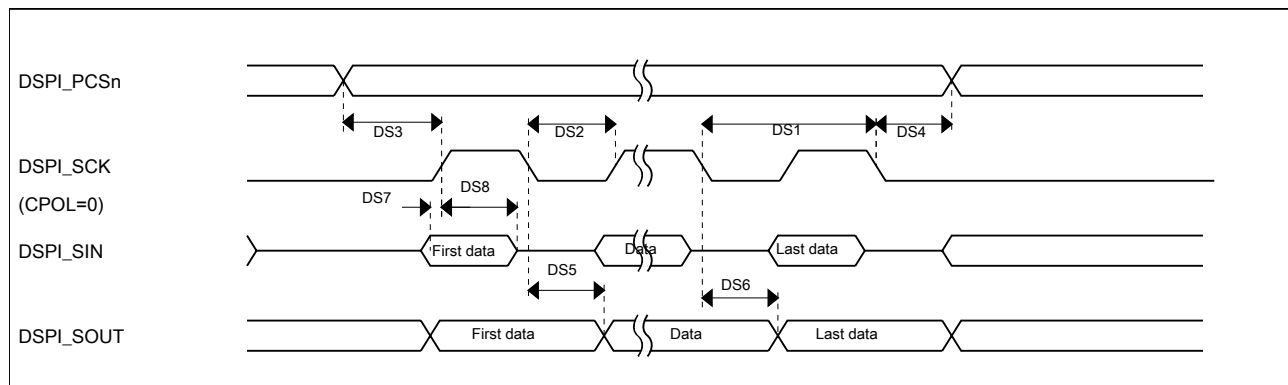 DSPI_PCSn
DS3
DS2
DS1
DS4
DSPI_SCK
(CPOL=0)
DS7
DS8
DSPI_SIN
First data
Data
Last data
DS5
DS6
DSPI_SOUT
First data
Data
Last data